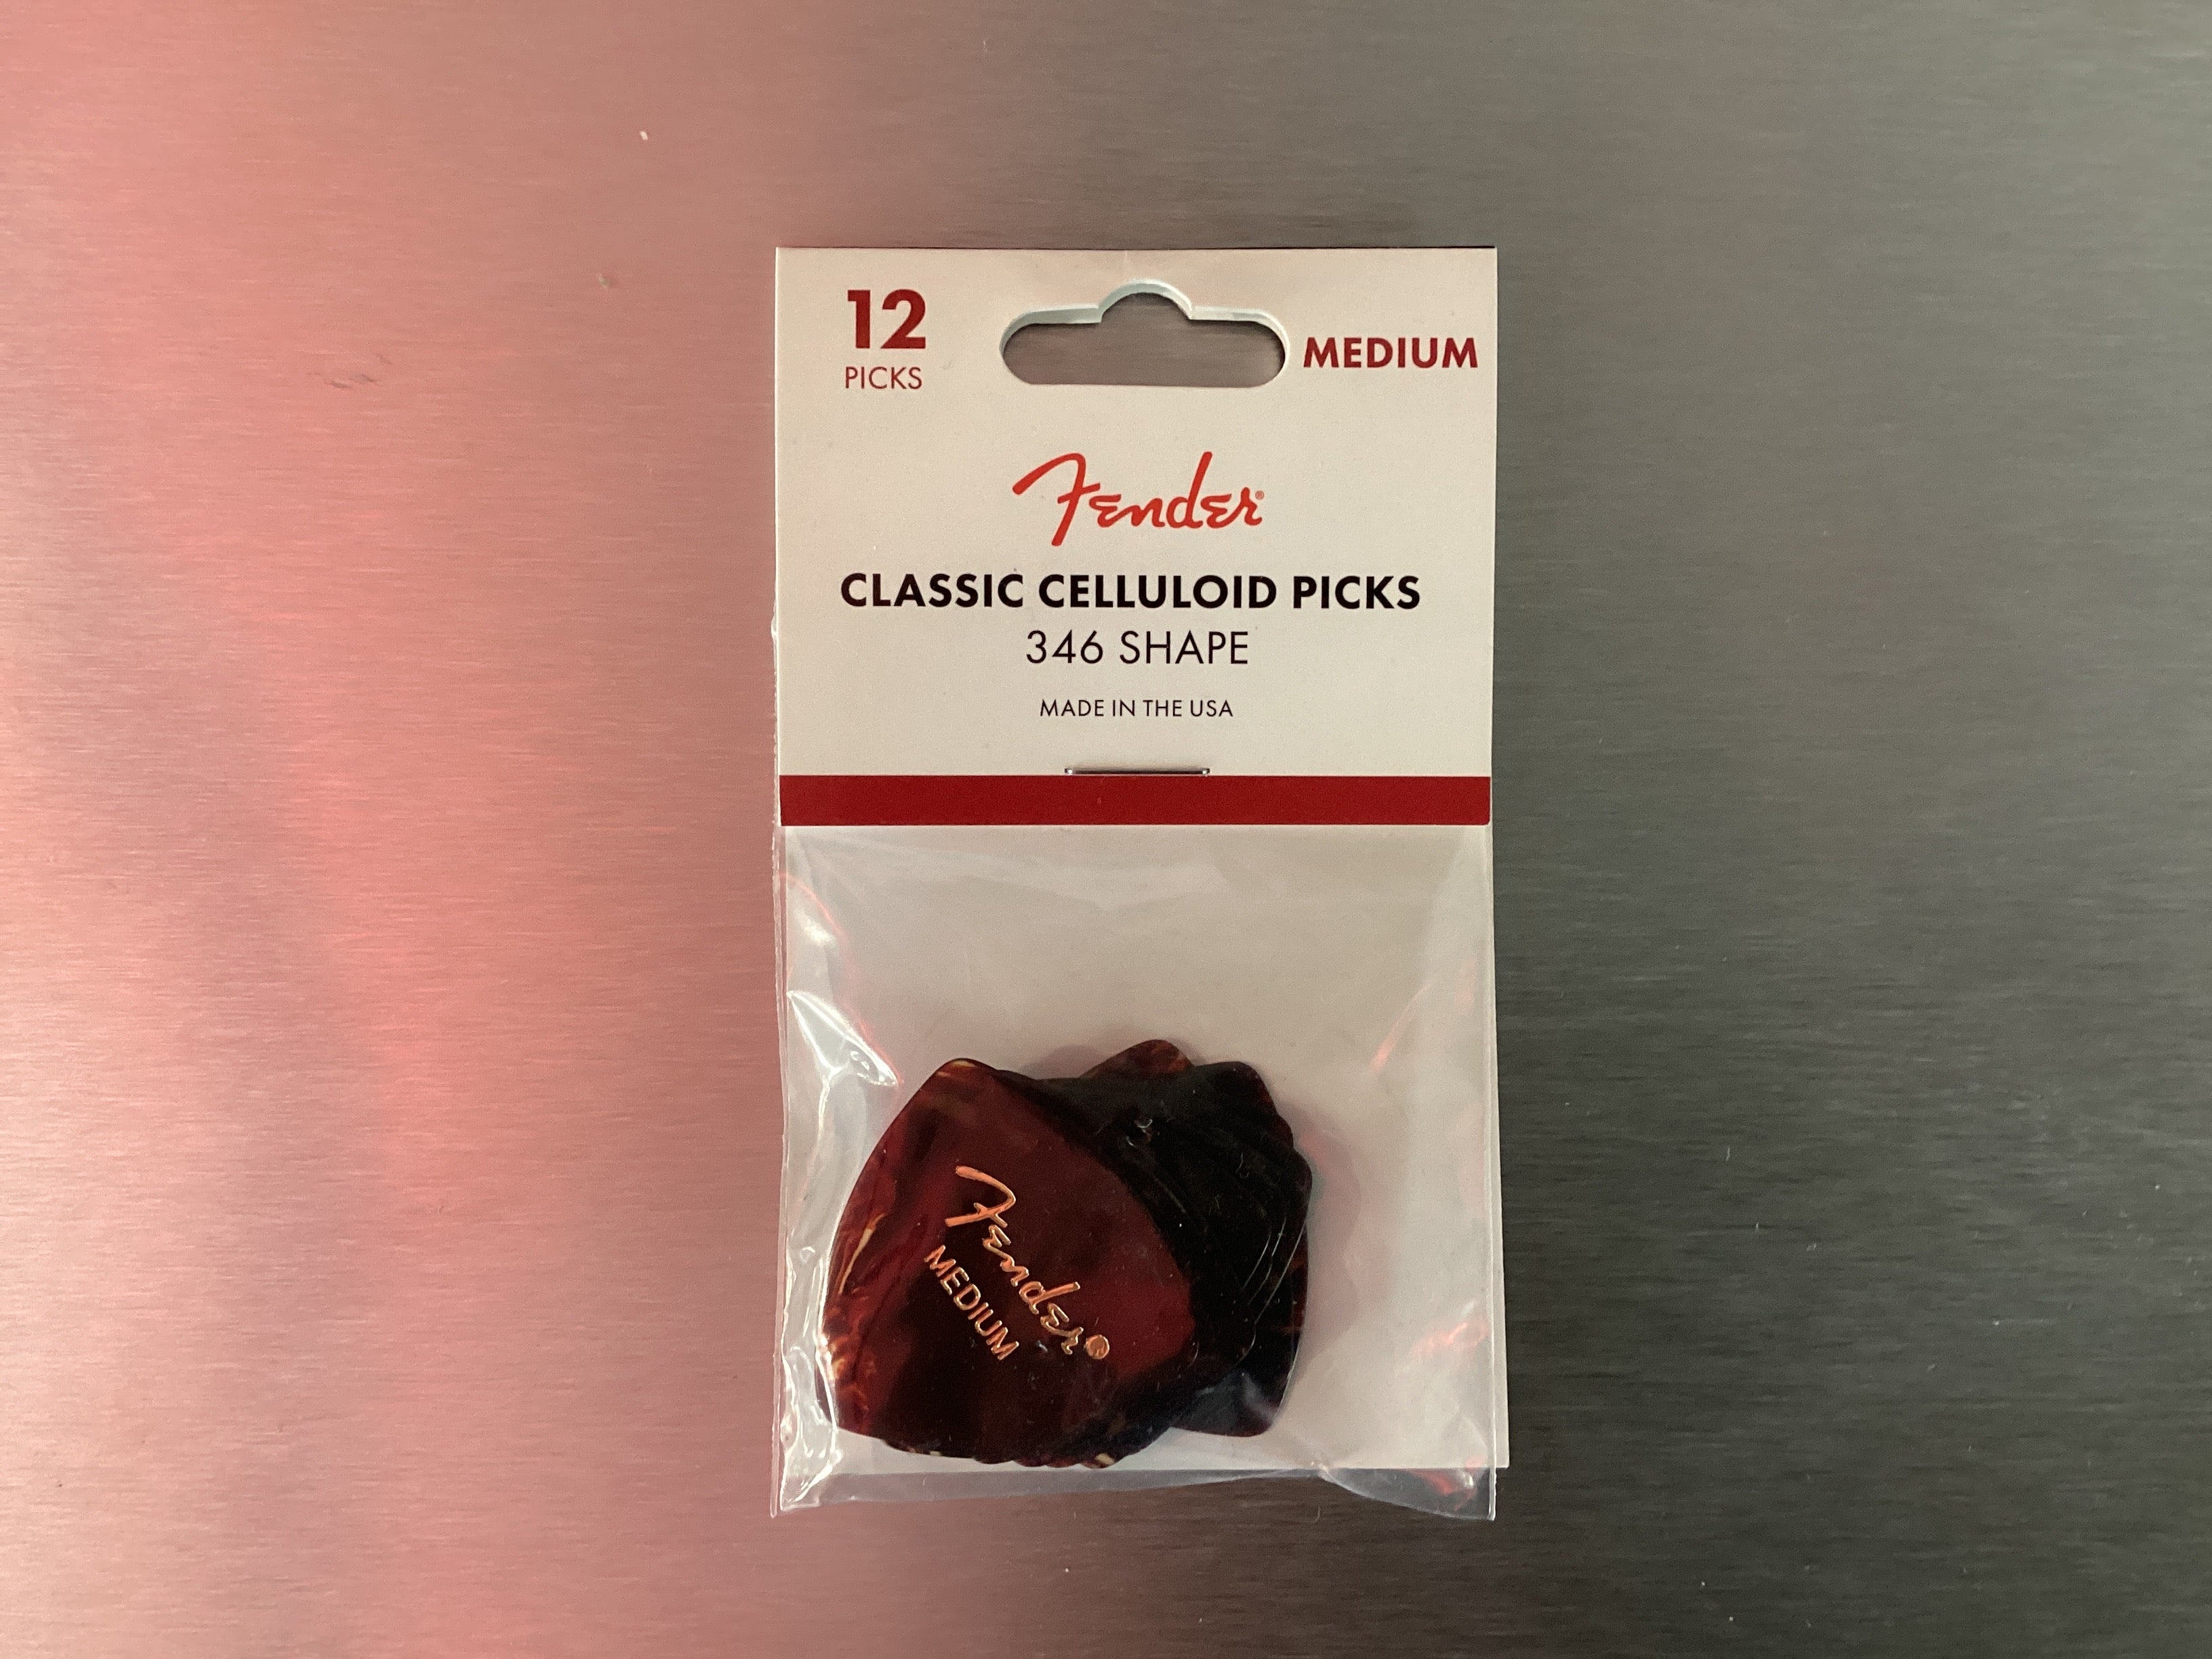 12
PICKS
MEDIUM
Fender®
CLASSIC CELLULOID PICKS
346 SHAPE
MADE IN THE USA
Fender®
MEDIUM